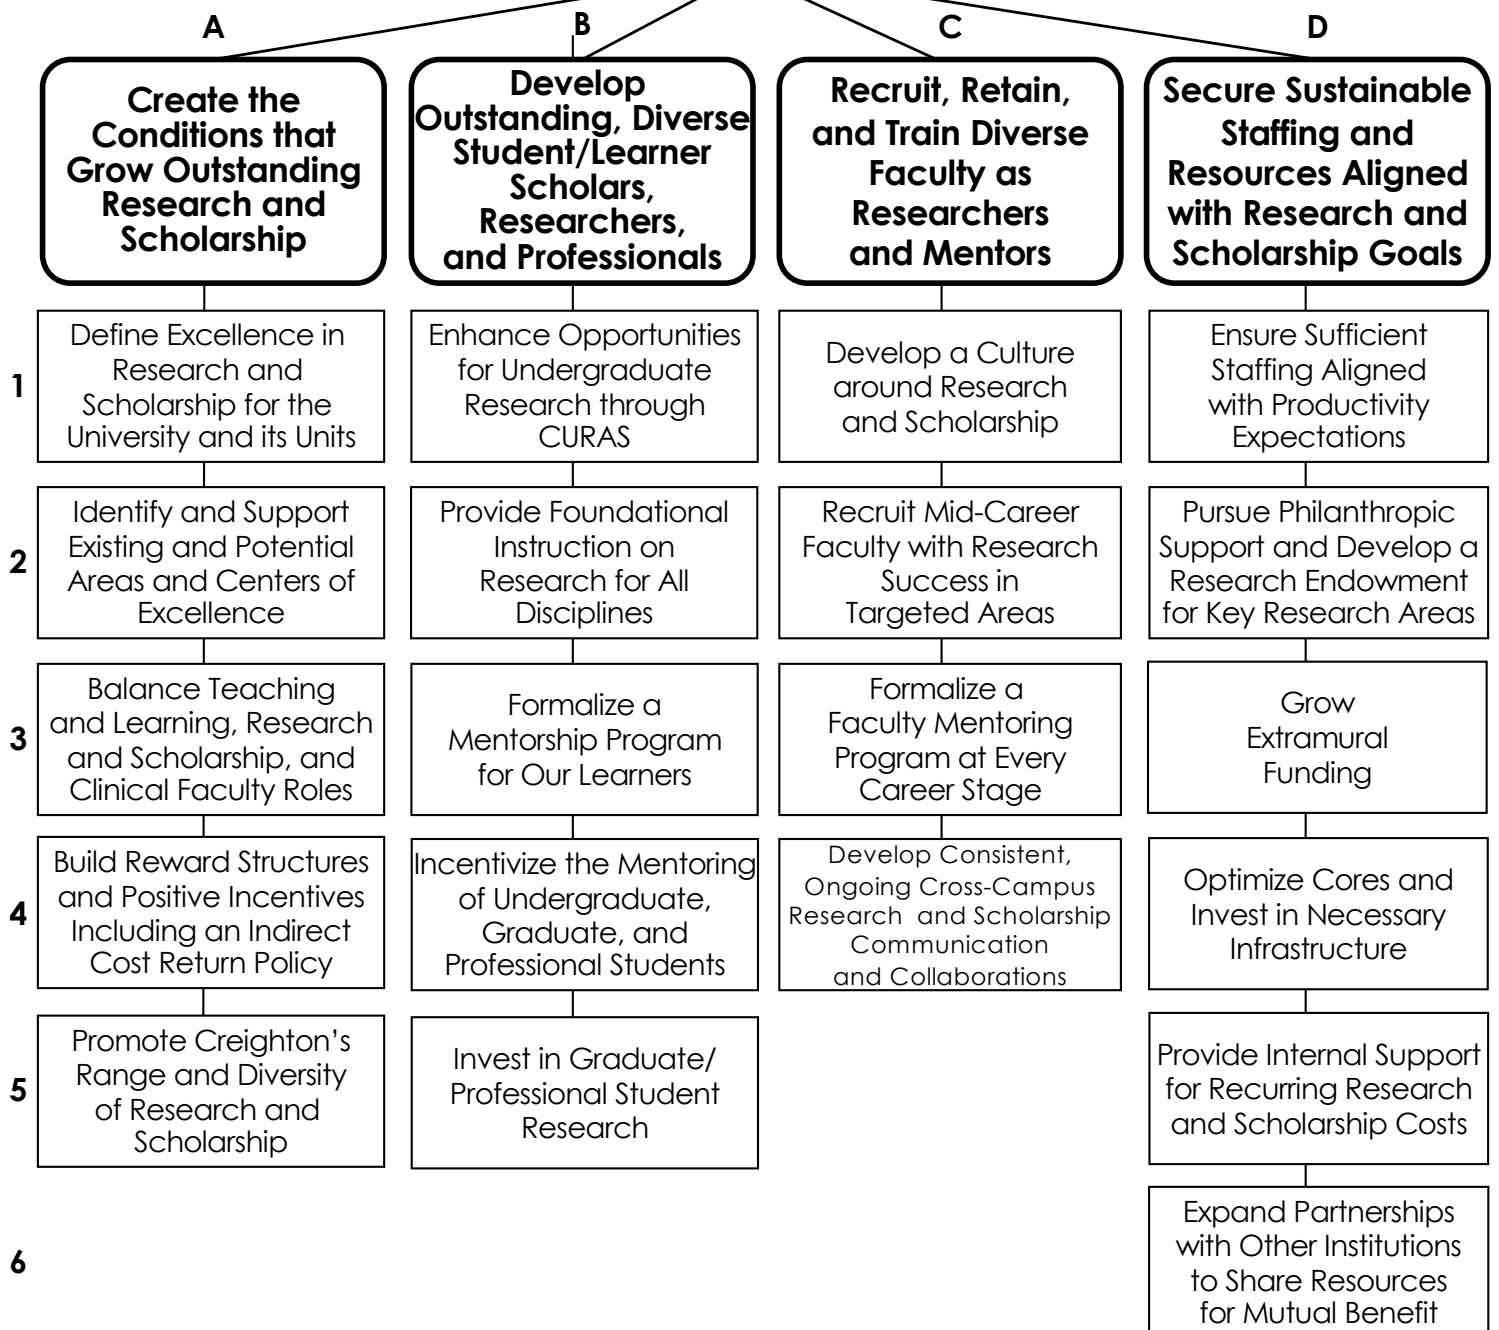 A
B
C
D
Create the
Conditions that
Grow Outstanding
Research and
Scholarship
Develop
Outstanding, Diverse
Student/Learner
Scholars,
Researchers,
and Professionals
Recruit, Retain,
and Train Diverse
Faculty as
Researchers
and Mentors
Secure Sustainable
Staffing and
Resources Aligned
with Research and
Scholarship Goals
1
Define Excellence in
Research and
Scholarship for the
University and its Units
Enhance Opportunities
for Undergraduate
Research through
CURAS
Develop a Culture
around Research
and Scholarship
Ensure Sufficient
Staffing Aligned
with Productivity
Expectations
2
Identify and Support
Existing and Potential
Areas and Centers of
Excellence
Provide Foundational
Instruction on
Research for All
Disciplines
Recruit Mid-Career
Faculty with Research
Success in
Targeted Areas
Pursue Philanthropic
Support and Develop a
Research Endowment
for Key Research Areas
3
Balance Teaching
and Learning, Research
and Scholarship, and
Clinical Faculty Roles
Formalize a
Mentorship Program
for Our Learners
Formalize a
Faculty Mentoring
Program at Every
Career Stage
Grow
Extramural
Funding
4
Build Reward Structures
and Positive Incentives
Including an Indirect
Cost Return Policy
Incentivize the Mentoring
of Undergraduate,
Graduate, and
Professional Students
Develop Consistent,
Ongoing Cross-Campus
Research and Scholarship
Communication
and Collaborations
Optimize Cores and
Invest in Necessary
Infrastructure
5
Promote Creighton’s
Range and Diversity
of Research and
Scholarship
Invest in Graduate/
Professional Student
Research
Provide Internal Support
for Recurring Research
and Scholarship Costs
6
Expand Partnerships
with Other Institutions
to Share Resources
for Mutual Benefit